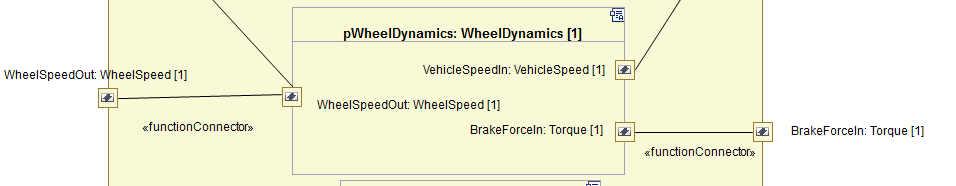 pWheelDynamics: WheelDynamics [1]
WheelSpeedOut: WheelSpeed [1]
VehicleSpeedIn: VehicleSpeed [1]
WheelSpeedOut: WheelSpeed [1]
«functionConnector»
BrakeForceIn: Torque [1]
BrakeForceIn: Torque [1]
«functionConnector»